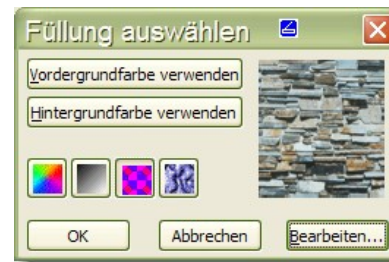 Füllung auswählen
Vordergrundfarbe verwenden
Hintergrundfarbe verwenden
OK
Abbrechen
Bearbeiten...